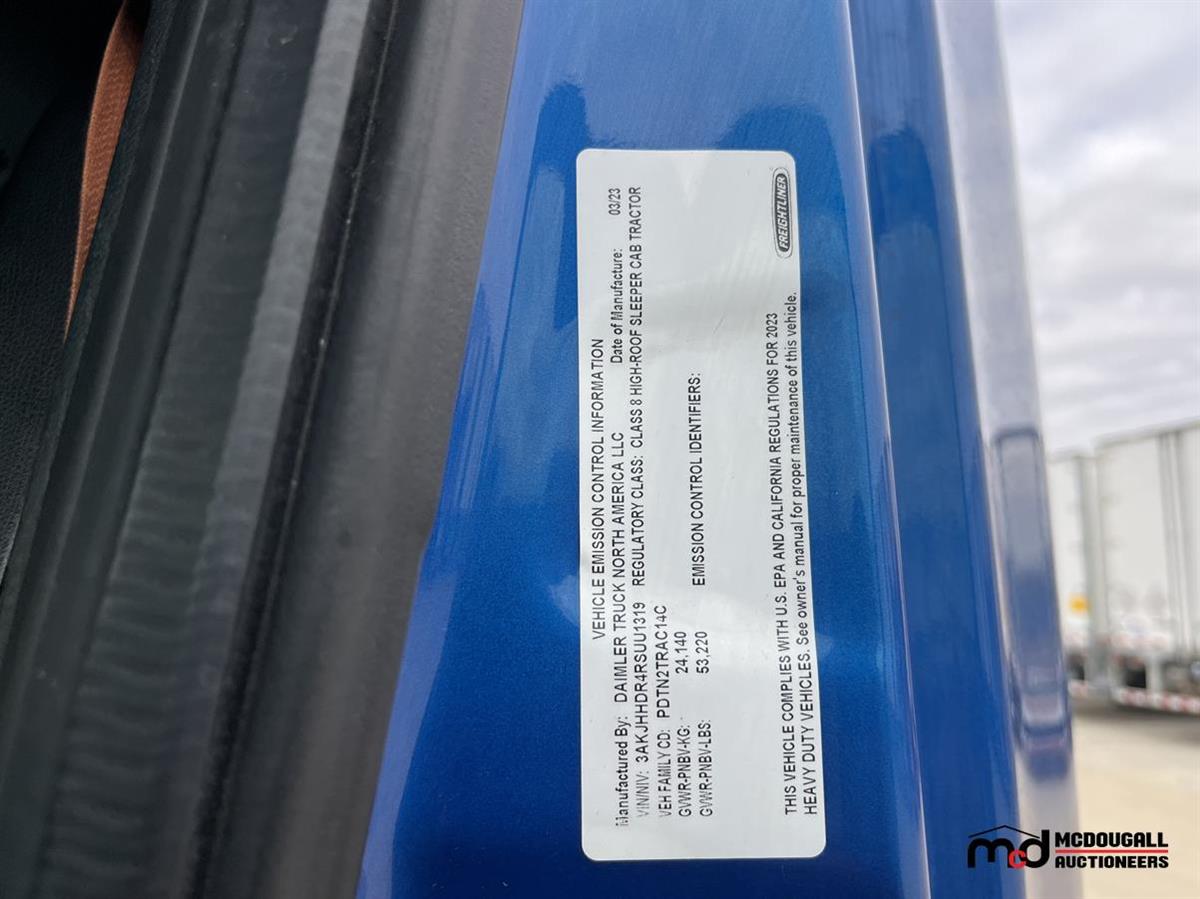 VEHICLE EMISSION CONTROL INFORMATION
Manufactured By: DAIMLER TRUCK NORTH AMERICA LLC Date of Manufacture: 03/23
VIN/NIV: 3AKJHHDR4RSUU1319 REGULATORY CLASS: CLASS 8 HIGH-ROOF SLEEPER CAB TRACTOR
VEH FAMILY CD: PDTN2TRAC14C
GVWR-PNBV-KG: 24,140
GVWR-PNBV-LBS: 53,220 EMISSION CONTROL IDENTIFIERS:
THIS VEHICLE COMPLIES WITH U.S. EPA AND CALIFORNIA REGULATIONS FOR 2023
HEAVY DUTY VEHICLES. See owner's manual for proper maintenance of this vehicle.
FREIGHTLINER
mcd MCDOUGALL
AUCTIONEERS